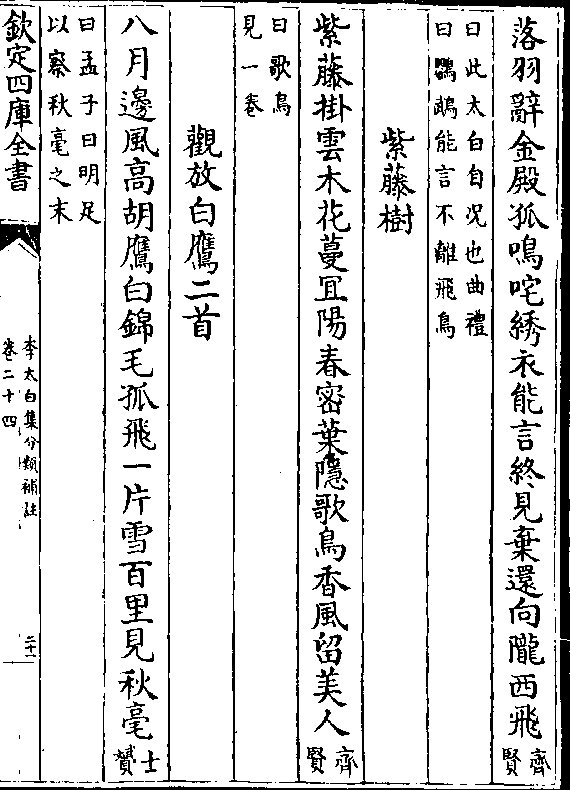 落羽辭金殿孤鳴咤綉衣能言終見棄還向隴西飛齊賢
曰此太白自况也曲禮
曰鸚鵡能言不離飛鳥
紫藤樹
紫藤掛雲木花蔓宜陽春密葉隱歌鳥香風留美人齊賢
曰歌鳥
見一卷
觀放白鷹二首
八月邊風高胡鷹白錦毛孤飛一片雪百里見秋毫士贇
曰孟子曰明足
以察秋毫之末
欽定四庫全書
李太白集分類補註
卷二十四
二十一